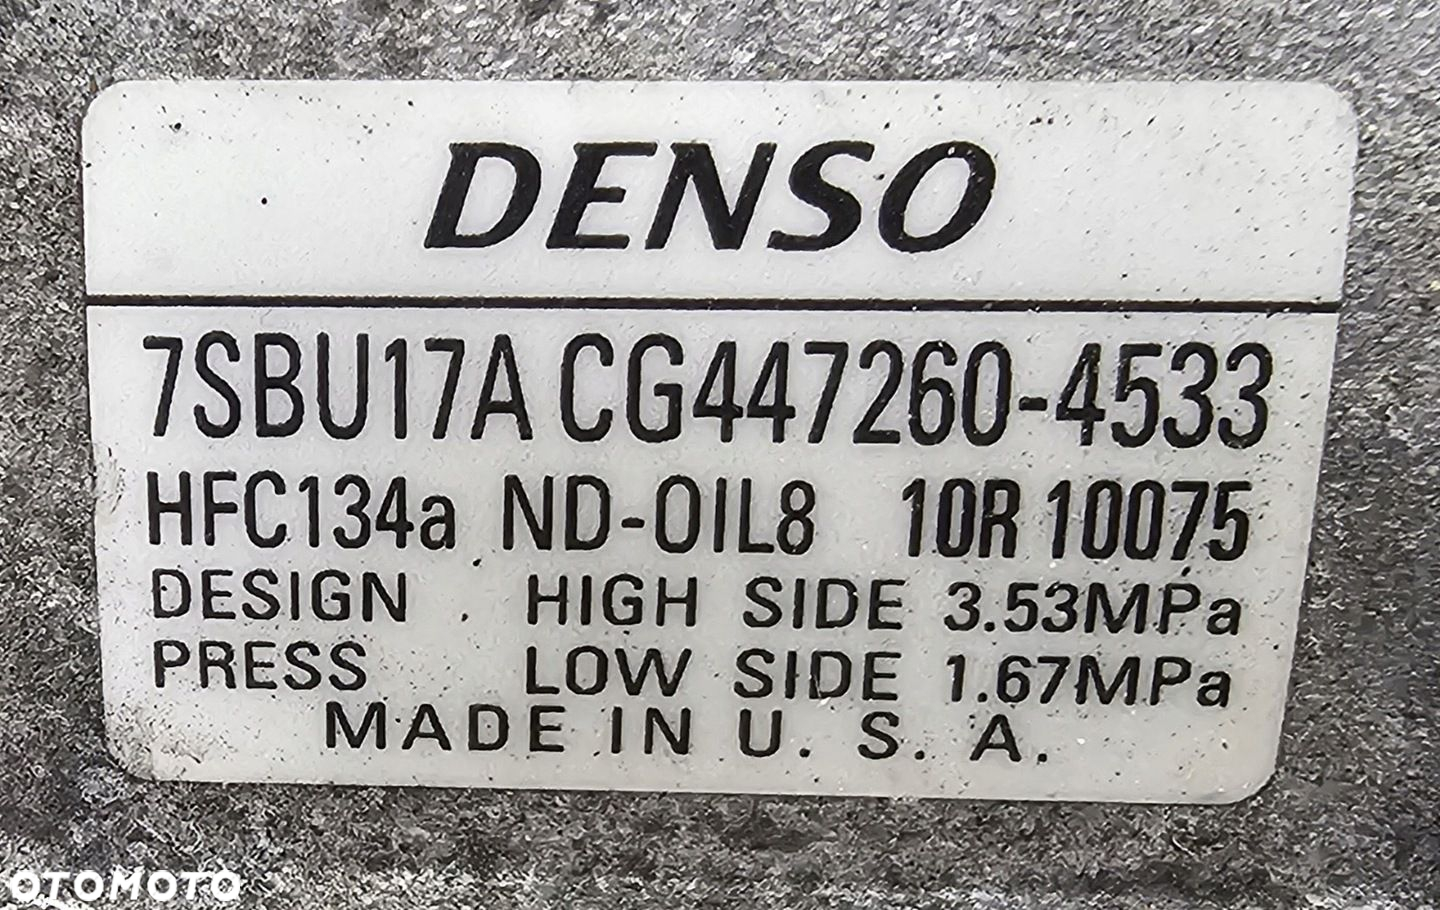 DENSO
7SBU17A CG447260-4533
HFC134a ND-OIL8 10R 10075
DESIGN HIGH SIDE 3.53MPa
PRESS LOW SIDE 1.67MPa
MADE IN U. S. A.
OTOMOTO